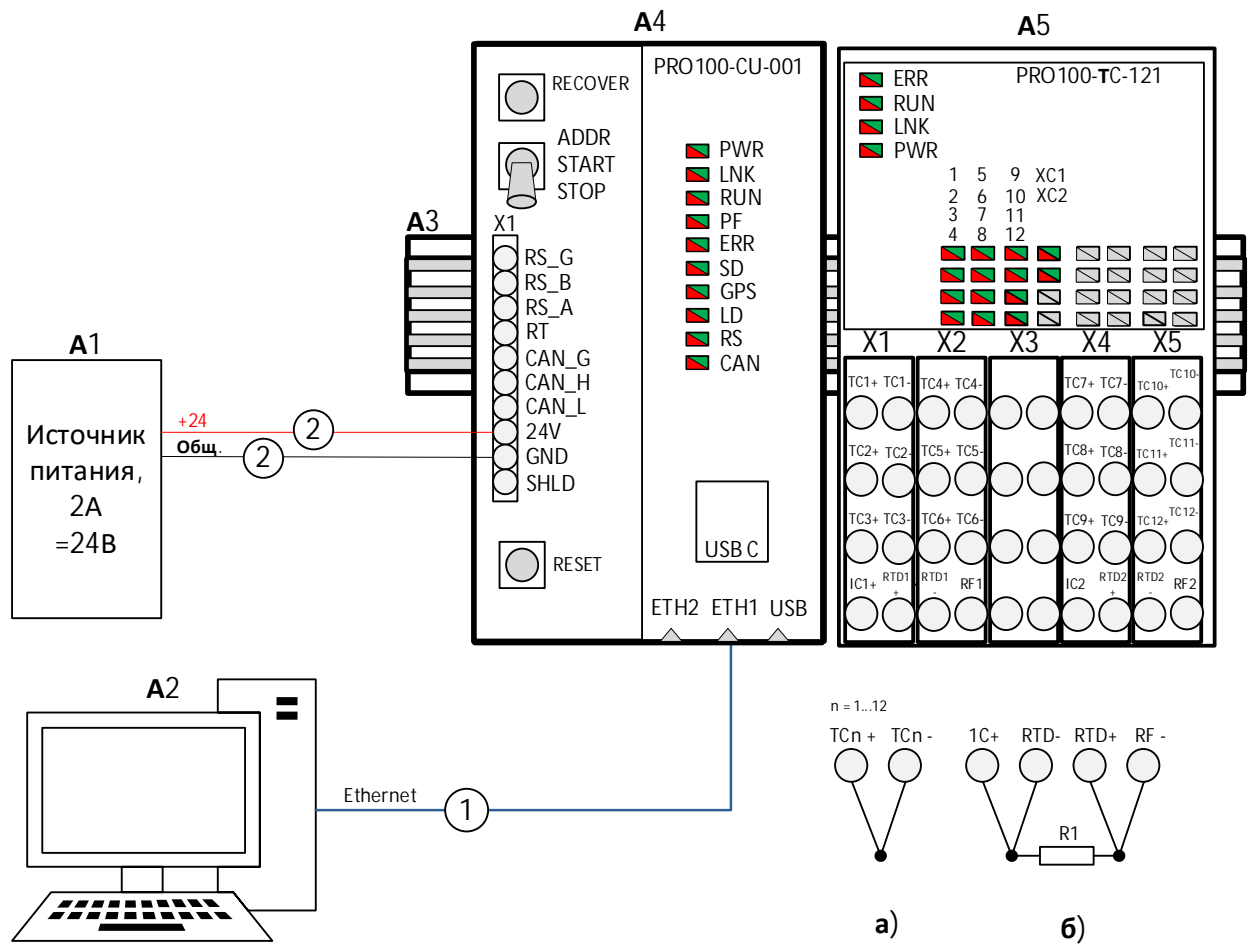 A4
A5
PRO100-CU-001
PRO100-TC-121
RECOVER
ADDR
START
STOP
X1
RS_G
RS_B
RS_A
RT
CAN_G
CAN_H
CAN_L
24V
GND
SHLD
RESET
PWR
LNK
RUN
PF
ERR
SD
GPS
LD
RS
CAN
USB C
ETH2 ETH1 USB
ERR
RUN
LNK
PWR
1 5 9 XC1
2 6 10 XC2
3 7 11
4 8 12
X1 X2 X3 X4 X5
TC1+ TC1- TC4+ TC4- TC7+ TC7- TC10+ TC10-
TC2+ TC2- TC5+ TC5- TC8+ TC8- TC11+ TC11-
TC3+ TC3- TC6+ TC6- TC9+ TC9- TC12+ TC12-
IC1+ RTD1+ RTD1- RF1 IC2 RTD2+ RTD2- RF2
A3
A1
Источник
питания,
2А
=24В
+24
Общ.
2
2
A2
Ethernet
1
n = 1...12
TCn + TCn -
1C+ RTD- RTD+ RF -
R1
а)
б)